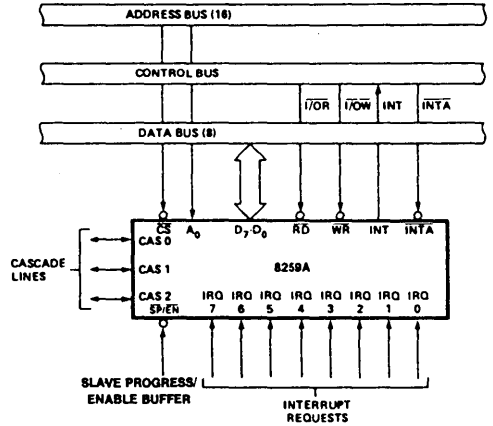 ADDRESS BUS (16)
CONTROL BUS
I/OR I/OW INT INTA
DATA BUS (8)
CS A0 D7-D0 RD WR INT INTA
CASCADE LINES
CAS 0
CAS 1
CAS 2
8259A
SP/EN
IRQ IRQ IRQ IRQ IRQ IRQ IRQ IRQ
7 6 5 4 3 2 1 0
SLAVE PROGRESS/
ENABLE BUFFER
INTERRUPT
REQUESTS